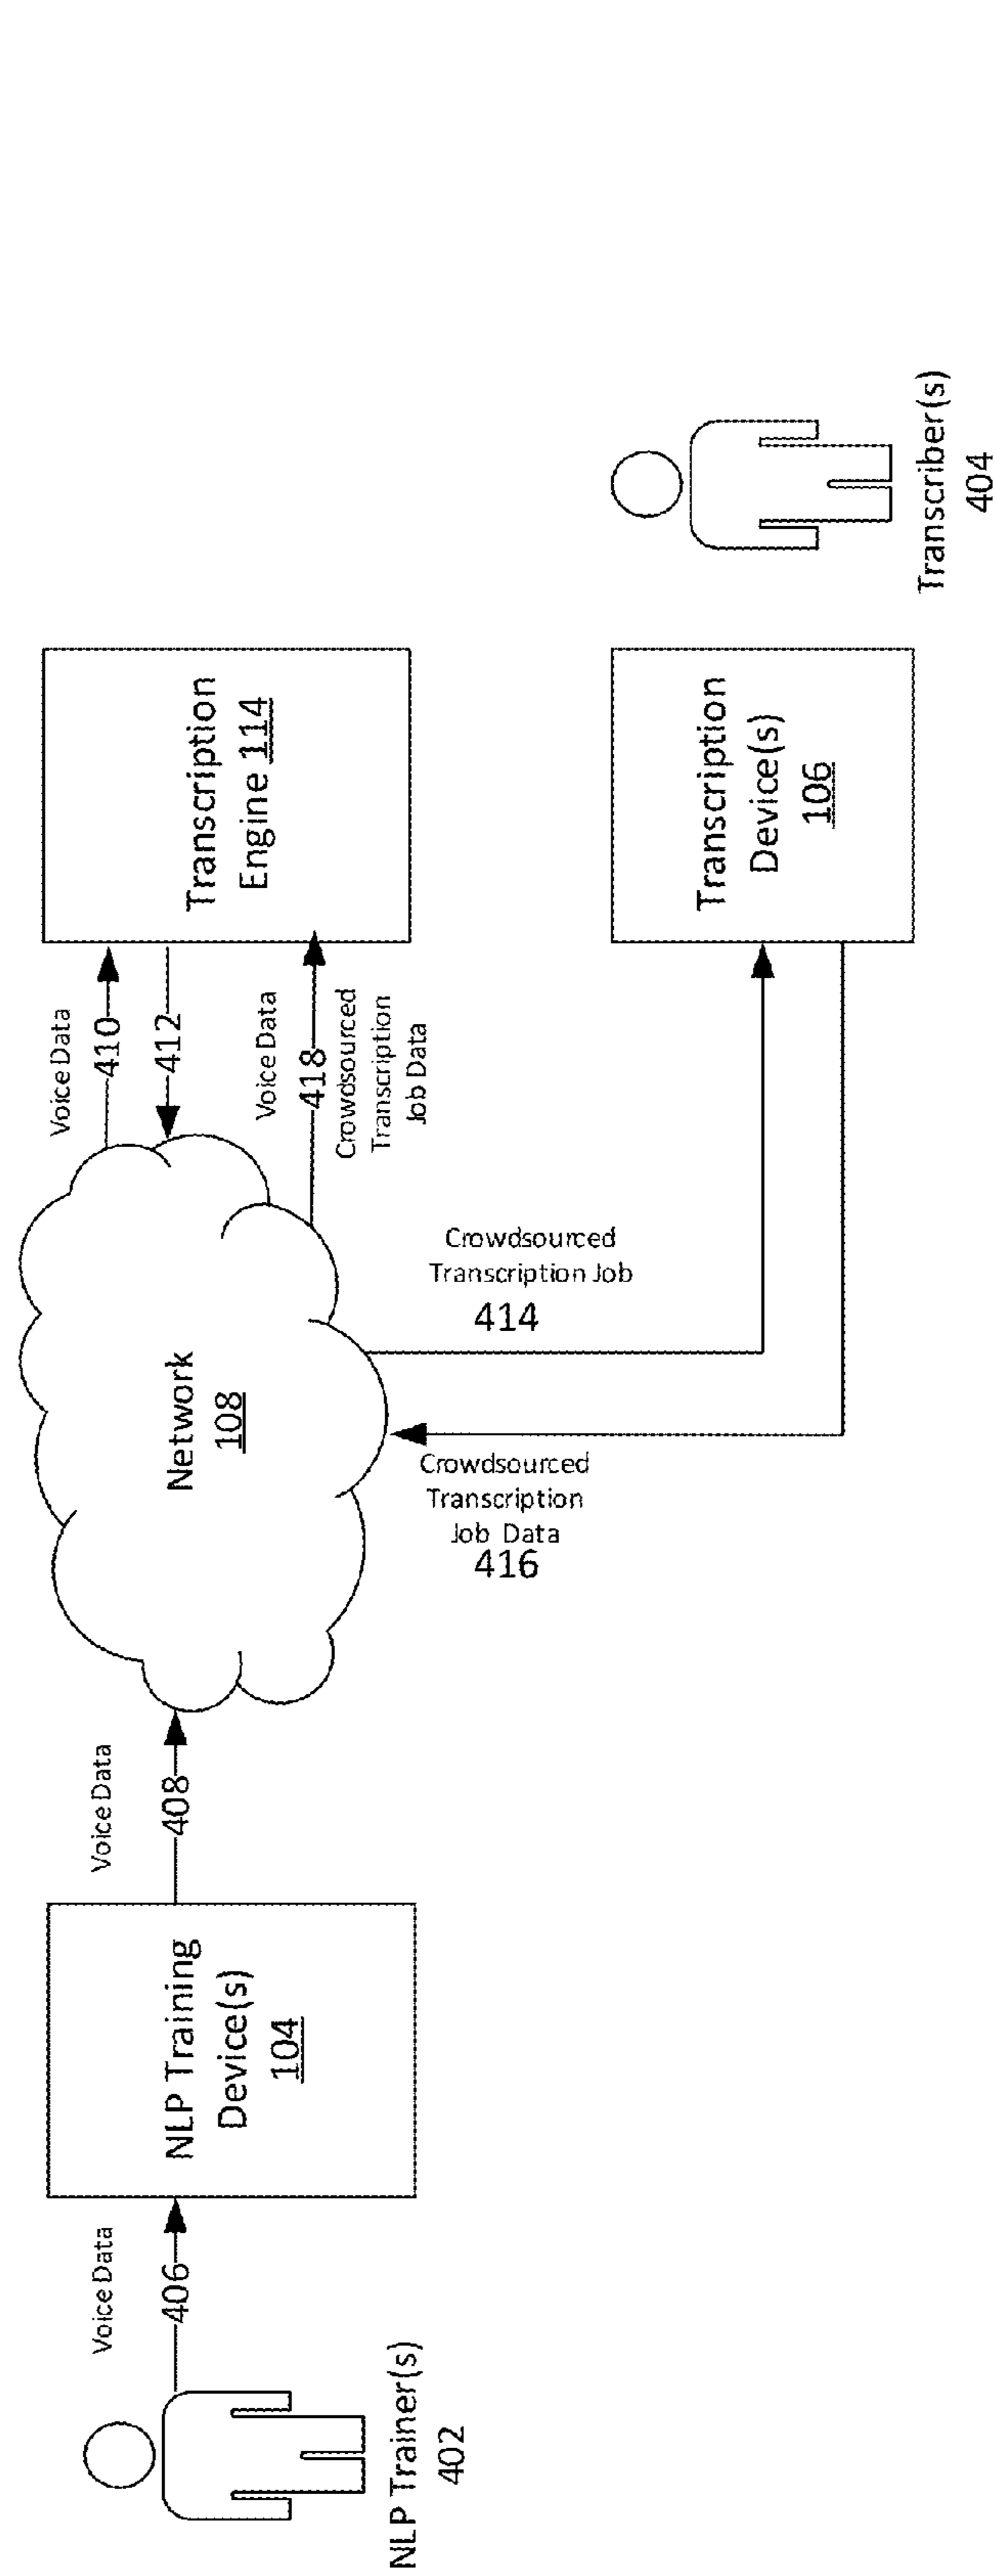 NLP Trainer(s)
402
Voice Data
406
NLP Training
Device(s)
104
Voice Data
408
Network
108
Voice Data
410
412
Voice Data
418
Crowdsourced
Transcription
Job Data
Transcription
Engine 114
Crowdsourced
Transcription Job
414
Crowdsourced
Transcription
Job Data
416
Transcription
Device(s)
106
Transcriber(s)
404